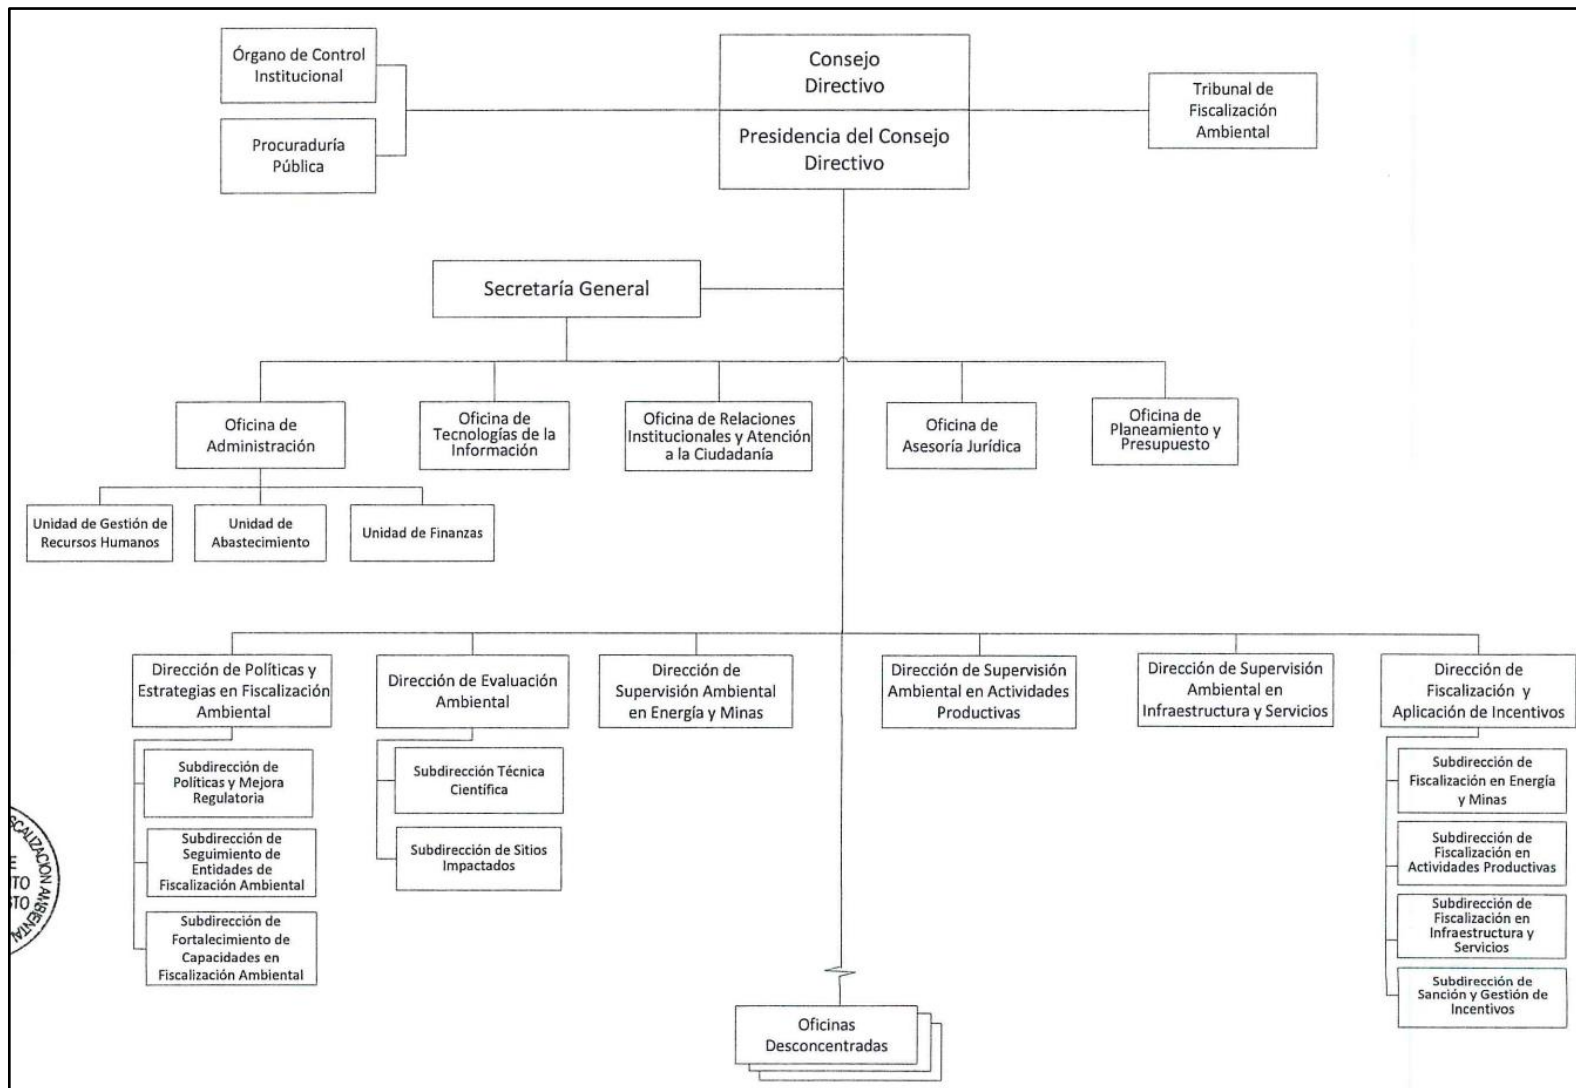 Órgano de Control
Institucional
Consejo
Directivo
Tribunal de
Fiscalización
Ambiental
Procuraduría
Pública
Presidencia del Consejo
Directivo
Secretaría General
Oficina de
Administración
Oficina de
Tecnologías de la
Información
Oficina de Relaciones
Institucionales y Atención
a la Ciudadanía
Oficina de
Asesoría Jurídica
Oficina de
Planeamiento y
Presupuesto
Unidad de Gestión de
Recursos Humanos
Unidad de
Abastecimiento
Unidad de Finanzas
Dirección de Políticas y
Estrategias en Fiscalización
Ambiental
Dirección de Evaluación
Ambiental
Dirección de
Supervisión Ambiental
en Energía y Minas
Dirección de Supervisión
Ambiental en Actividades
Productivas
Dirección de Supervisión
Ambiental en
Infraestructura y Servicios
Dirección de
Fiscalización y
Aplicación de Incentivos
Subdirección de
Políticas y Mejora
Regulatoria
Subdirección de
Seguimiento de
Entidades de
Fiscalización Ambiental
Subdirección de
Fortalecimiento de
Capacidades en
Fiscalización Ambiental
Subdirección Técnica
Científica
Subdirección de Sitios
Impactados
Subdirección de
Fiscalización en Energía
y Minas
Subdirección de
Fiscalización en
Actividades Productivas
Subdirección de
Fiscalización en
Infraestructura y
Servicios
Subdirección de
Sanción y Gestión de
Incentivos
Oficinas
Desconcentradas
AMBIENTAL